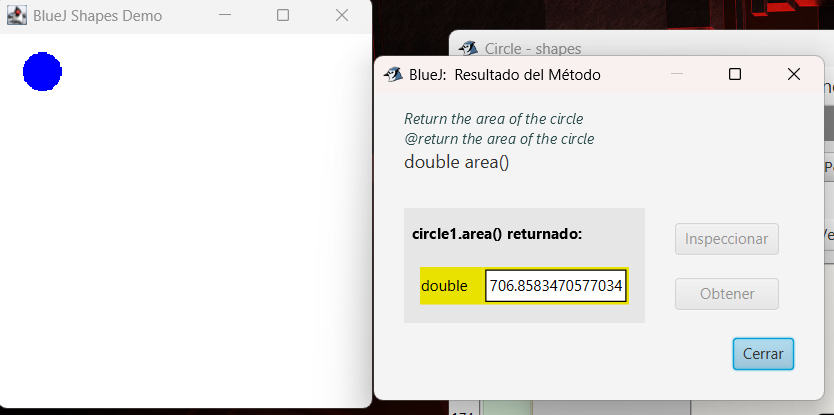 BlueJ Shapes Demo
Circle - shapes
BlueJ: Resultado del Método
Return the area of the circle
@return the area of the circle
double area()
circle1.area() returnado:
double
706.8583470577034
Inspeccionar
Obtener
Cerrar